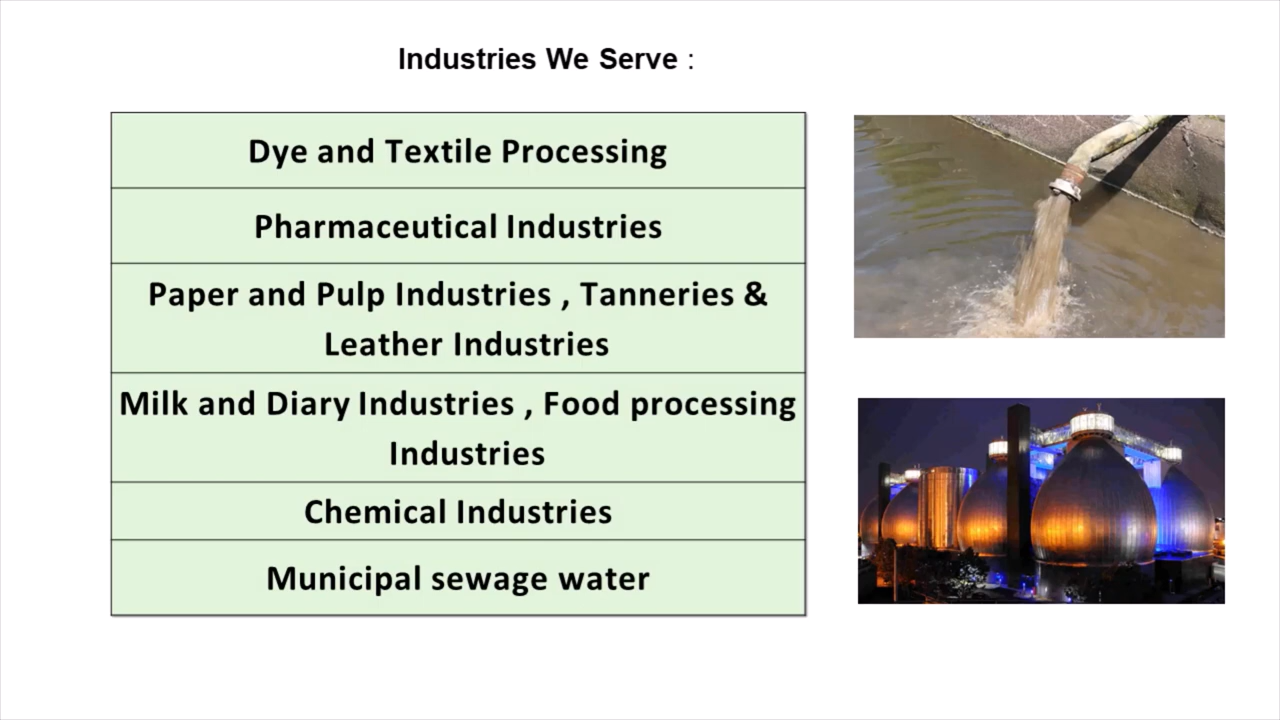 Industries We Serve :
Dye and Textile Processing
Pharmaceutical Industries
Paper and Pulp Industries , Tanneries &
Leather Industries
Milk and Diary Industries , Food processing
Industries
Chemical Industries
Municipal sewage water